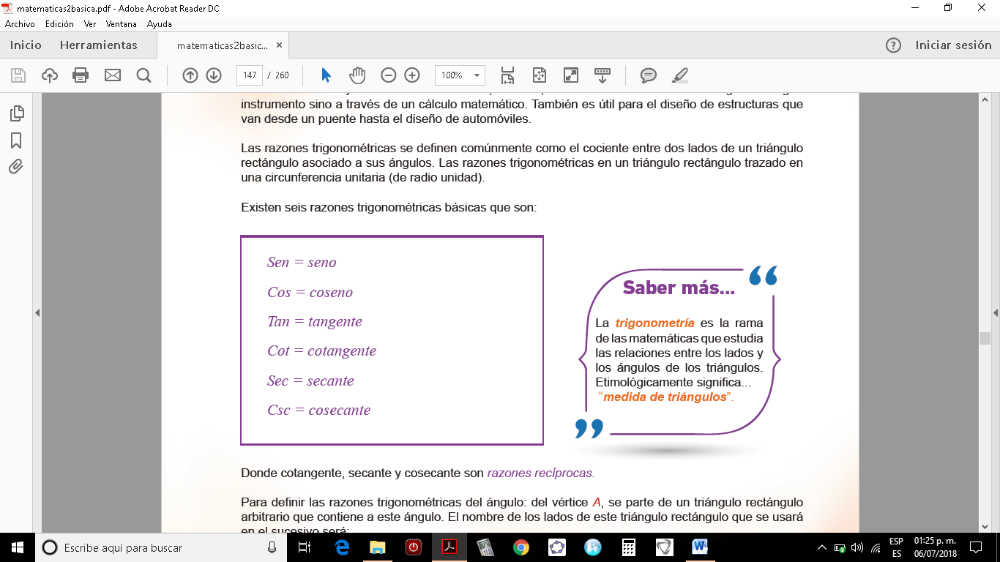 matematicas2basica.pdf - Adobe Acrobat Reader DC
Archivo Edición Ver Ventana Ayuda
Inicio Herramientas matematicas2basic... × Iniciar sesión
147 / 260 100%
instrumento sino a través de un cálculo matemático. También es útil para el diseño de estructuras que
van desde un puente hasta el diseño de automóviles.
Las razones trigonométricas se definen comúnmente como el cociente entre dos lados de un triángulo
rectángulo asociado a sus ángulos. Las razones trigonométricas en un triángulo rectángulo trazado en
una circunferencia unitaria (de radio unidad).
Existen seis razones trigonométricas básicas que son:
Sen = seno
Cos = coseno
Tan = tangente
Cot = cotangente
Sec = secante
Csc = cosecante
Saber más...
La trigonometría es la rama
de las matemáticas que estudia
las relaciones entre los lados y
los ángulos de los triángulos.
Etimológicamente significa...
“medida de triángulos”.
Donde cotangente, secante y cosecante son razones recíprocas.
Para definir las razones trigonométricas del ángulo: del vértice A, se parte de un triángulo rectángulo
arbitrario que contiene a este ángulo. El nombre de los lados de este triángulo rectángulo que se usará
en el sucesivo será:
Escribe aquí para buscar
ESP 01:25 p. m.
ES 06/07/2018